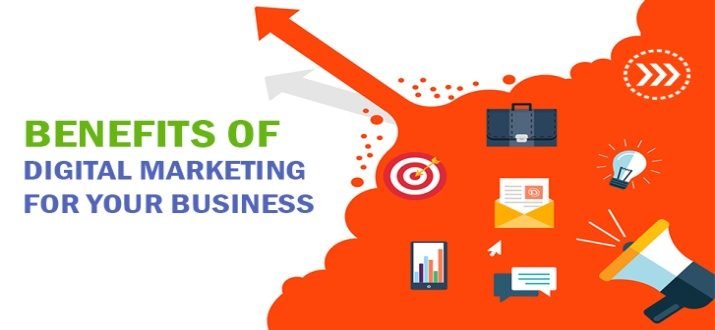 BENEFITS OF
DIGITAL MARKETING
FOR YOUR BUSINESS